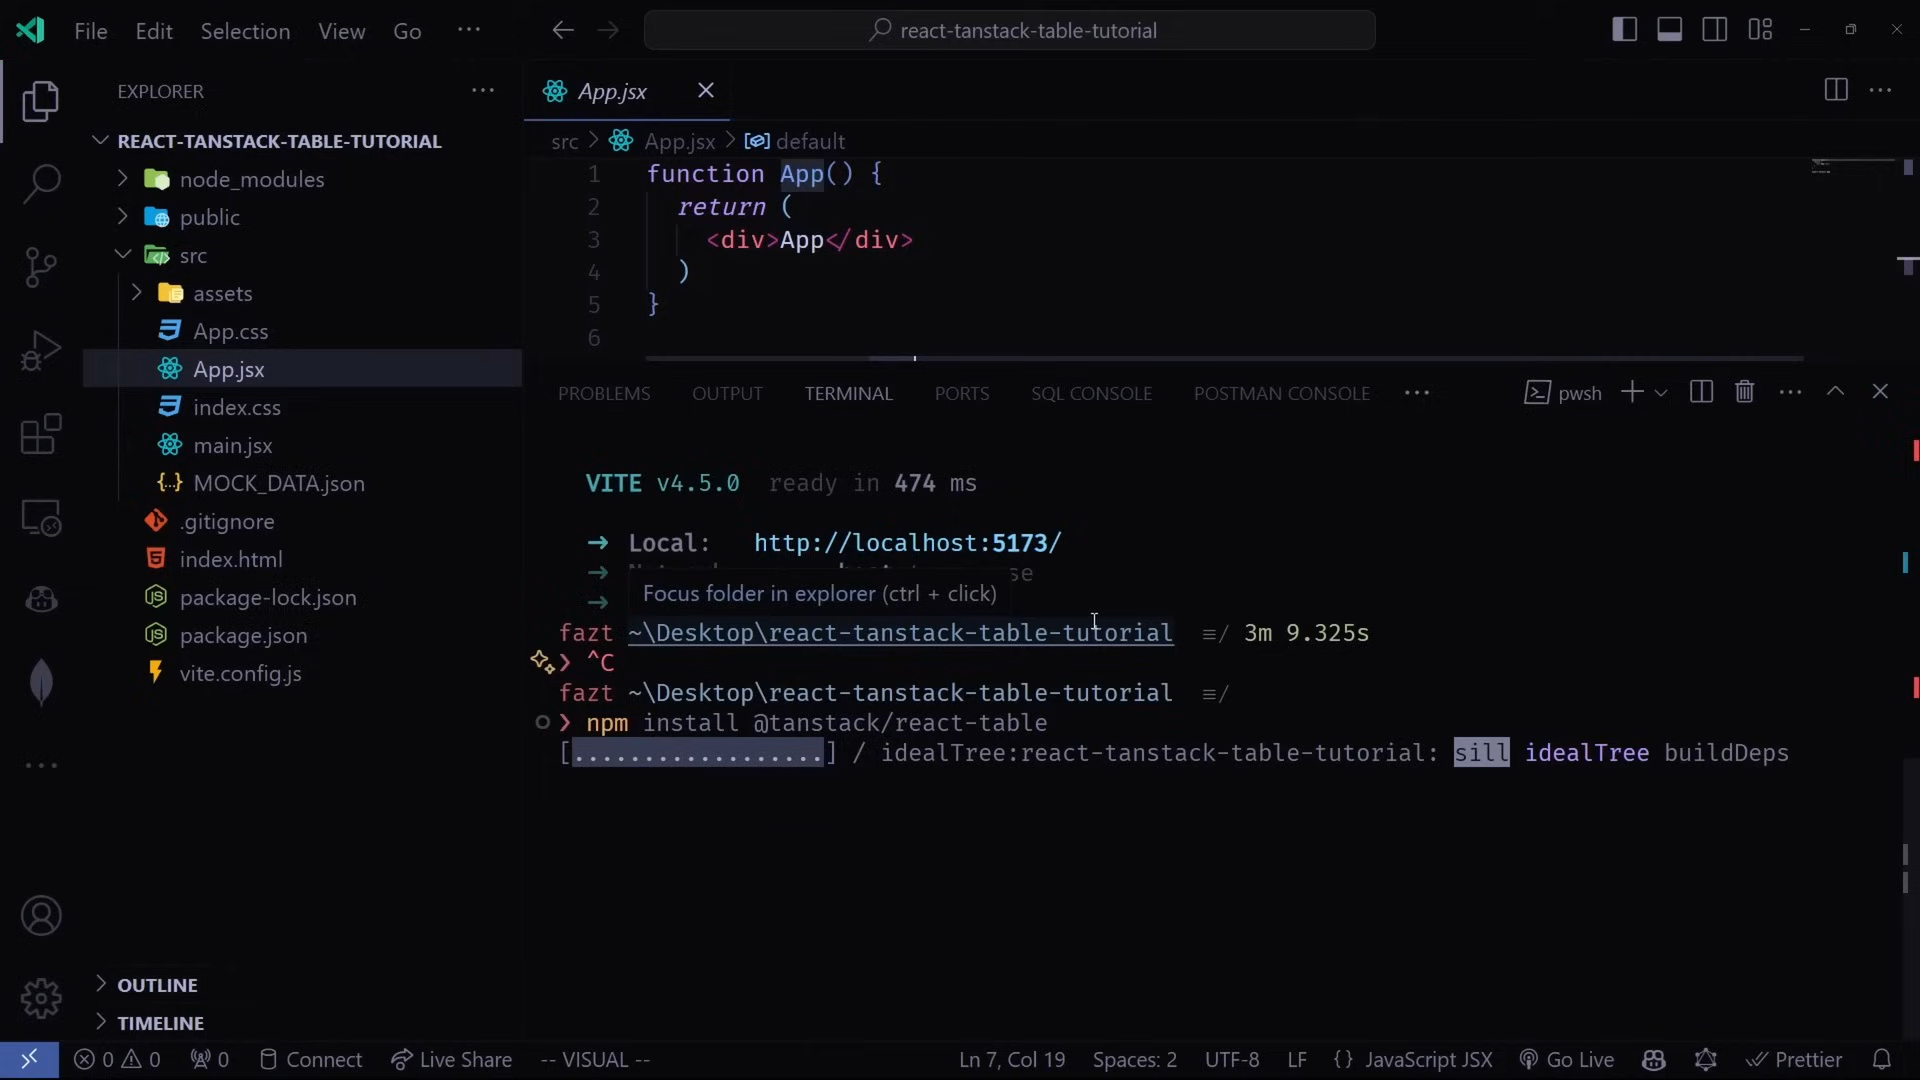 File Edit Selection View Go ···
react-tanstack-table-tutorial
EXPLORER
REACT-TANSTACK-TABLE-TUTORIAL
node_modules
public
src
assets
App.css
App.jsx
index.css
main.jsx
MOCK_DATA.json
.gitignore
index.html
package-lock.json
package.json
vite.config.js
OUTLINE
TIMELINE
App.jsx
src > App.jsx > default
1 function App() {
2 return (
3 <div>App</div>
4 )
5 }
6
PROBLEMS OUTPUT TERMINAL PORTS SQL CONSOLE POSTMAN CONSOLE ···
pwsh
VITE v4.5.0 ready in 474 ms
➜ Local: http://localhost:5173/
➜
Focus folder in explorer (ctrl + click)
➜
fazt ~\Desktop\react-tanstack-table-tutorial ≡/ 3m 9.325s
❯ ^C
fazt ~\Desktop\react-tanstack-table-tutorial ≡/
❯ npm install @tanstack/react-table
[..................] / idealTree:react-tanstack-table-tutorial: sill idealTree buildDeps
0 0 0 Connect Live Share -- VISUAL -- Ln 7, Col 19 Spaces: 2 UTF-8 LF {} JavaScript JSX Go Live Prettier